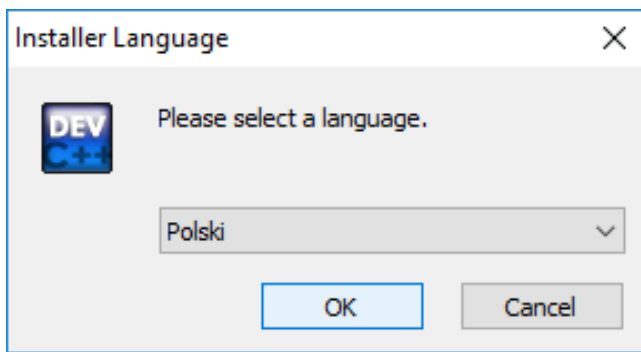 Installer Language
DEV
C++
Please select a language.
Polski
OK
Cancel